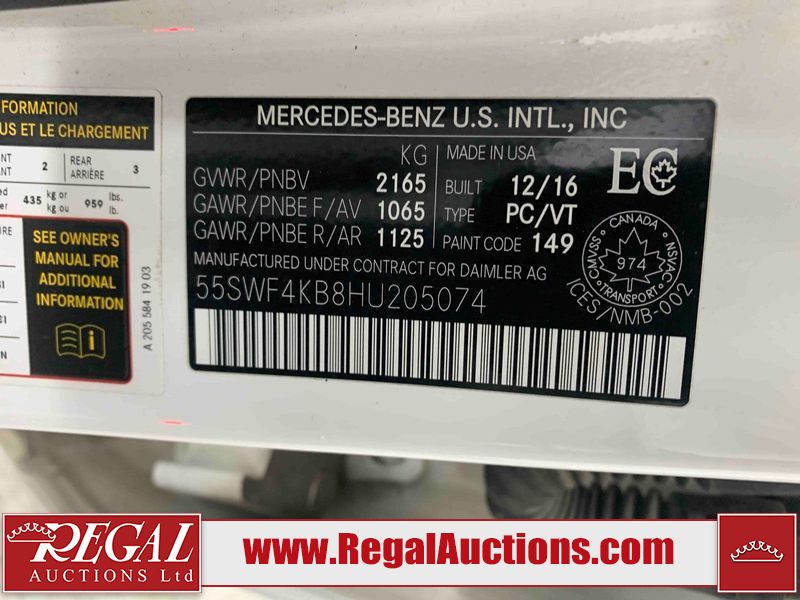 FORMATION
US ET LE CHARGEMENT
2 REAR 3
ARRIÈRE
435 kg or 959 lbs.
kg ou lb.
SEE OWNER'S
MANUAL FOR
ADDITIONAL
INFORMATION
A 205 584 19 03
MERCEDES-BENZ U.S. INTL., INC
KG MADE IN USA
GVWR/PNBV 2165 BUILT 12/16
GAWR/PNBE F/AV 1065 TYPE PC/VT
GAWR/PNBE R/AR 1125 PAINT CODE 149
MANUFACTURED UNDER CONTRACT FOR DAIMLER AG
55SWF4KB8HU205074
EC
CANADA
CMVSS 974 NSVAC
TRANSPORT
ICES/NMB-002
REGAL
AUCTIONS Ltd
www.RegalAuctions.com